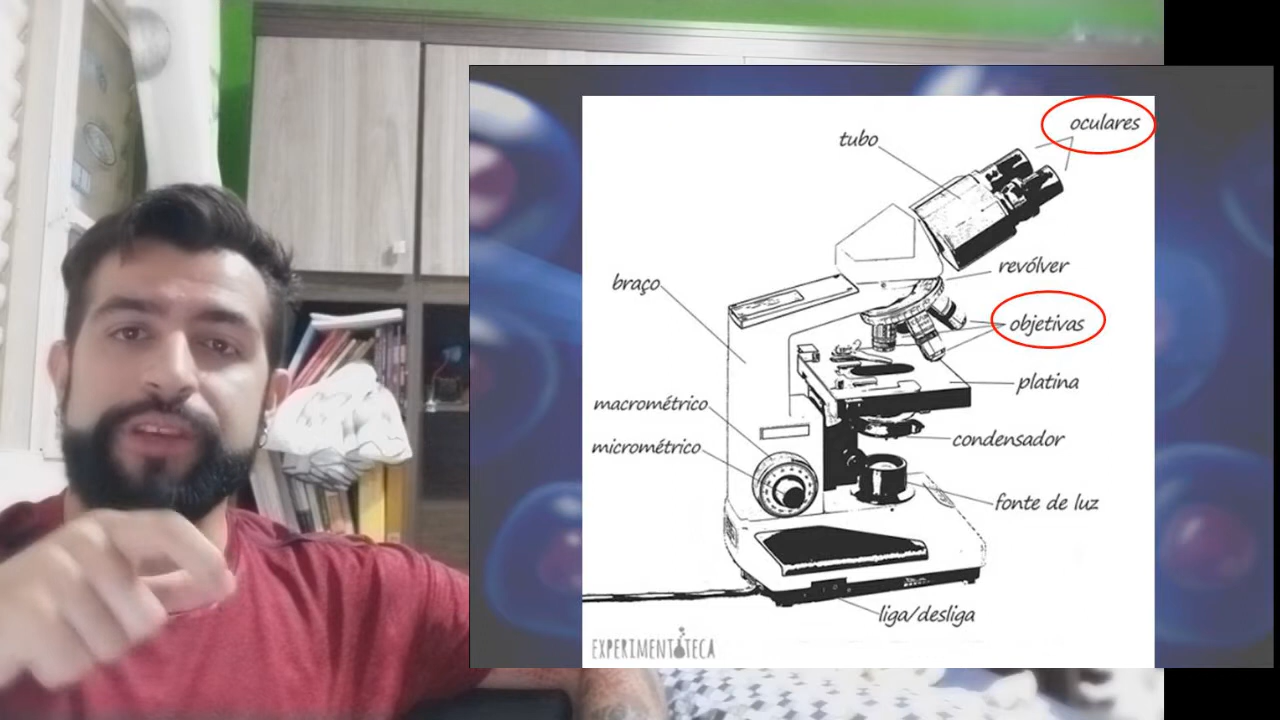 oculares
tubo
revólver
braço
objetivas
platina
macrométrico
condensador
micrométrico
fonte de luz
liga/desliga
EXPERIMENTOTECA